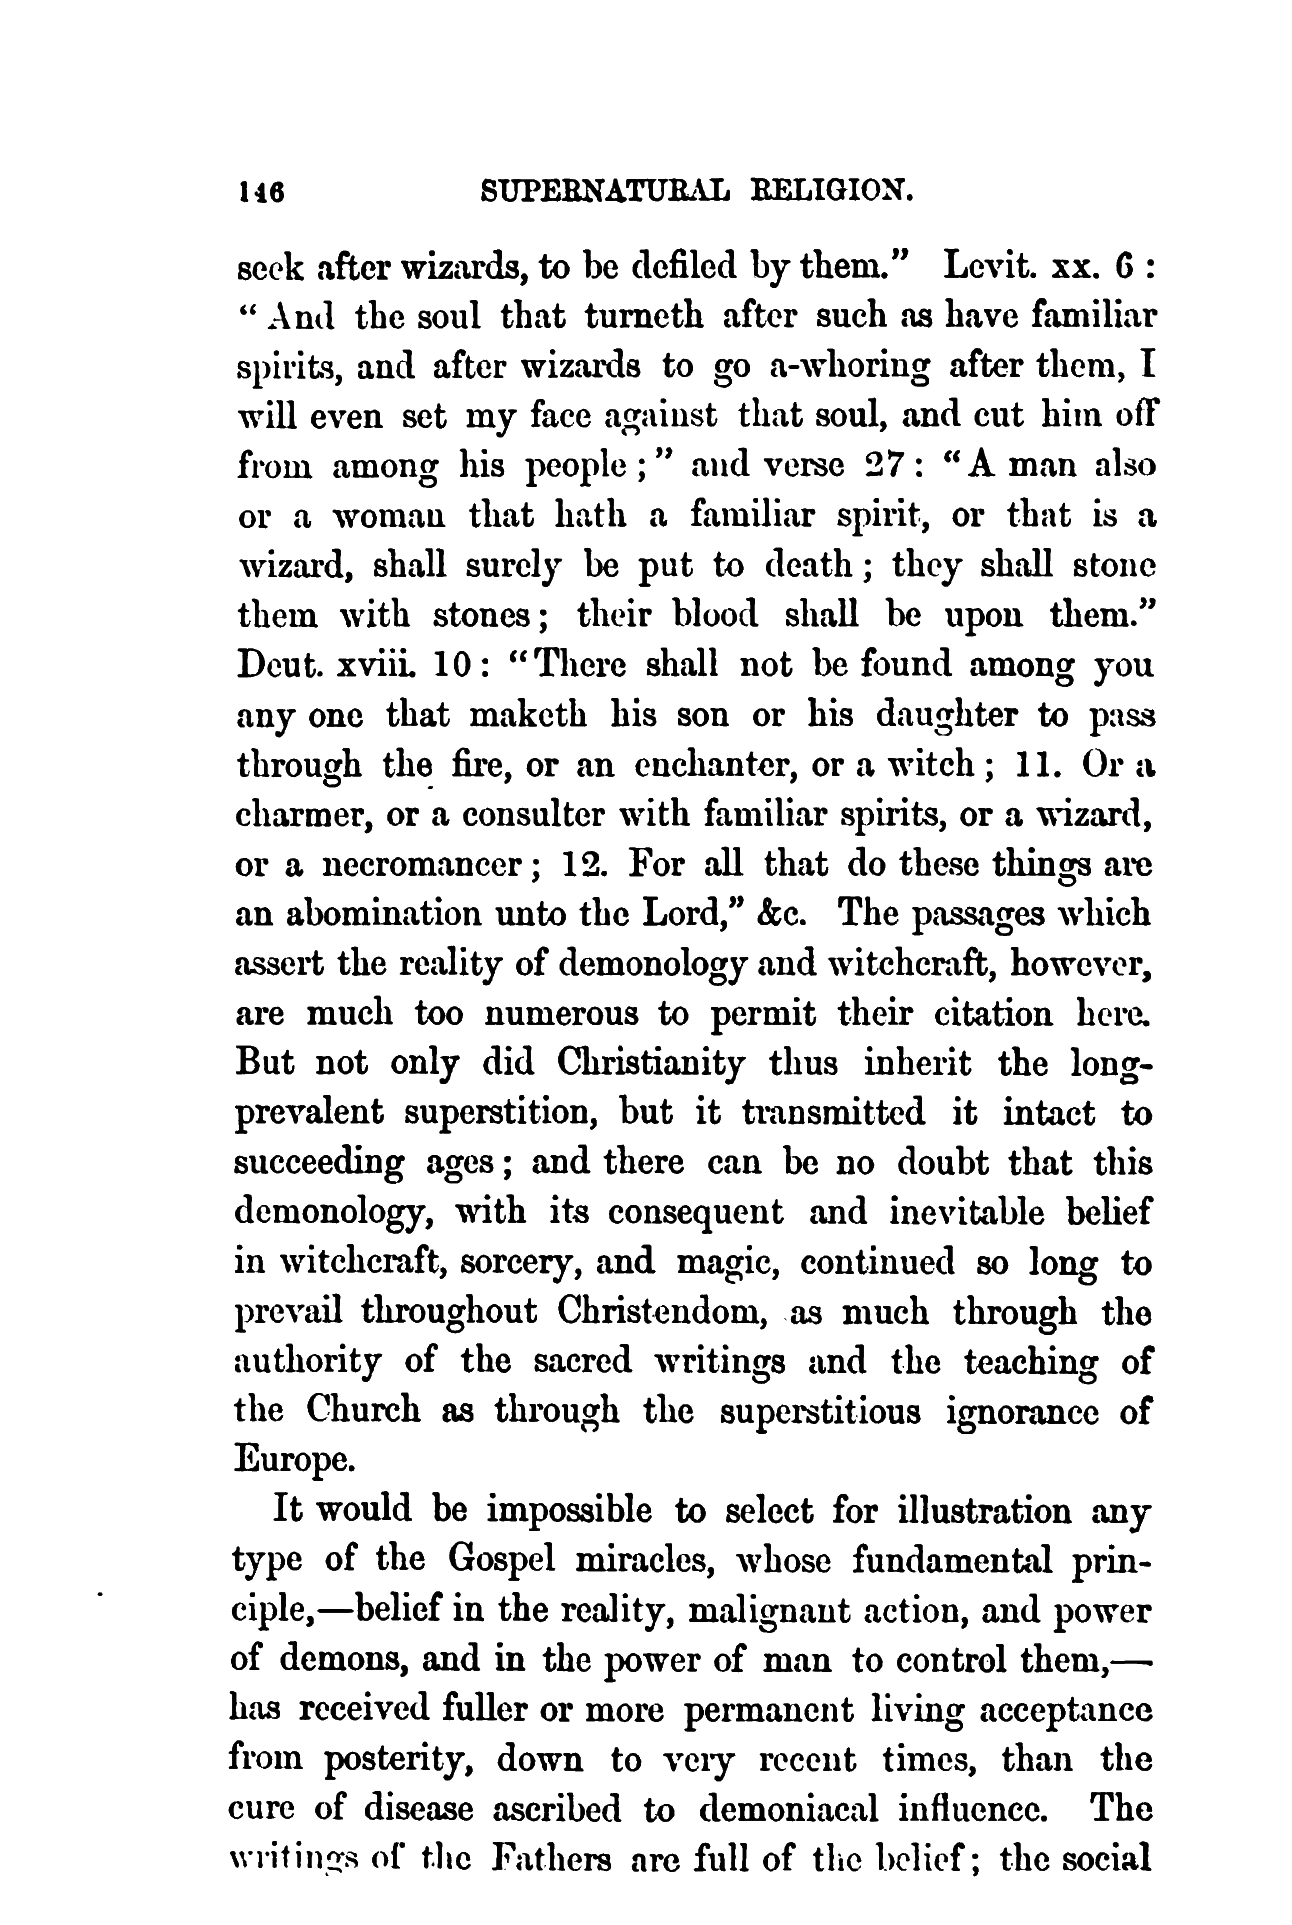 146 SUPERNATURAL RELIGION.
seek after wizards, to be defiled by them.” Levit. xx. 6 :
“ And the soul that turneth after such as have familiar
spirits, and after wizards to go a-whoring after them, I
will even set my face against that soul, and cut him off
from among his people ; ” and verse 27 : “ A man also
or a woman that hath a familiar spirit, or that is a
wizard, shall surely be put to death ; they shall stone
them with stones ; their blood shall be upon them.”
Deut. xviii. 10 : “ There shall not be found among you
any one that maketh his son or his daughter to pass
through the fire, or an enchanter, or a witch ; 11. Or a
charmer, or a consulter with familiar spirits, or a wizard,
or a necromancer ; 12. For all that do these things are
an abomination unto the Lord,” &c. The passages which
assert the reality of demonology and witchcraft, however,
are much too numerous to permit their citation here.
But not only did Christianity thus inherit the long-
prevalent superstition, but it transmitted it intact to
succeeding ages ; and there can be no doubt that this
demonology, with its consequent and inevitable belief
in witchcraft, sorcery, and magic, continued so long to
prevail throughout Christendom, as much through the
authority of the sacred writings and the teaching of
the Church as through the superstitious ignorance of
Europe.
It would be impossible to select for illustration any
type of the Gospel miracles, whose fundamental prin-
ciple,—belief in the reality, malignant action, and power
of demons, and in the power of man to control them,—
has received fuller or more permanent living acceptance
from posterity, down to very recent times, than the
cure of disease ascribed to demoniacal influence. The
writings of the Fathers are full of the belief ; the social